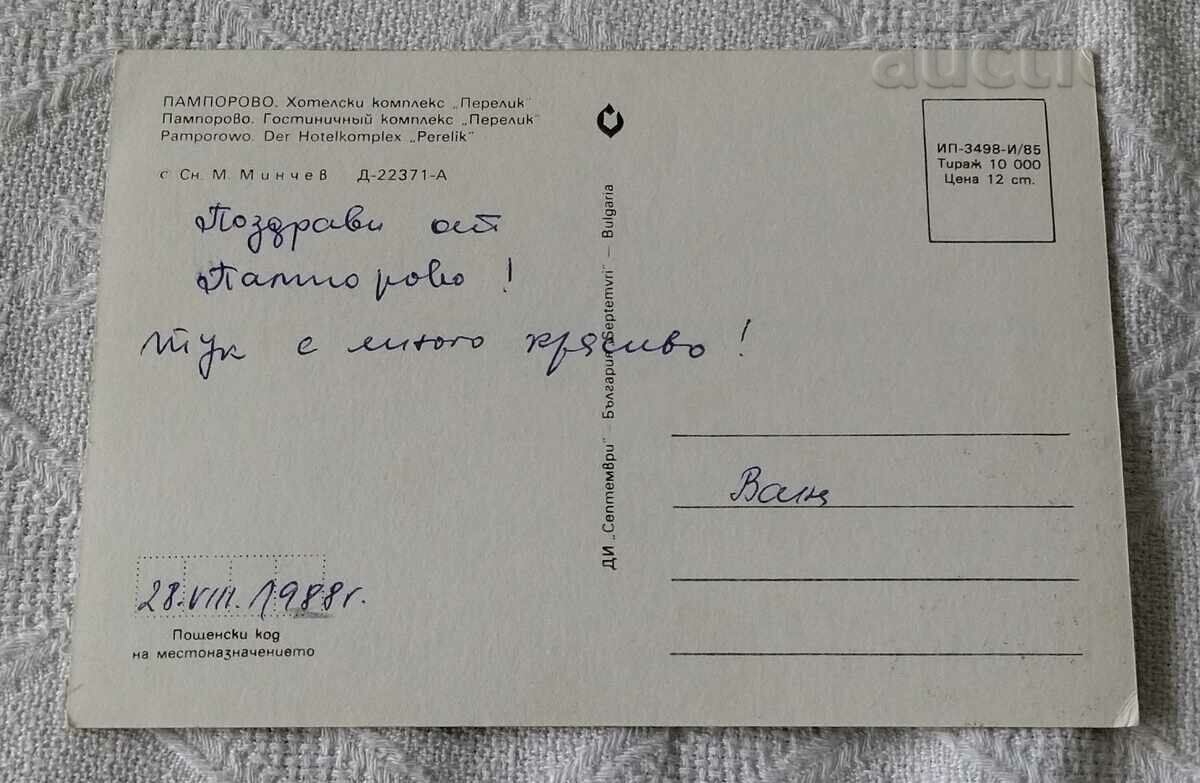 ПАМПОРОВО. Хотелски комплекс „Перелик"
Пампорово. Гостиничный комплекс „Перелик"
Pamporowo. Der Hotelkomplex „Perelik"
с Сн. М. Минчев Д-22371-А
Поздрави от
Пампорово!
Тук е много красиво!
28.VIII.1988г.
Пощенски код
на местоназначението
ДИ „Септември" – България „Septemvri" – Bulgaria
ИП-3498-И/85
Тираж 10 000
Цена 12 ст.